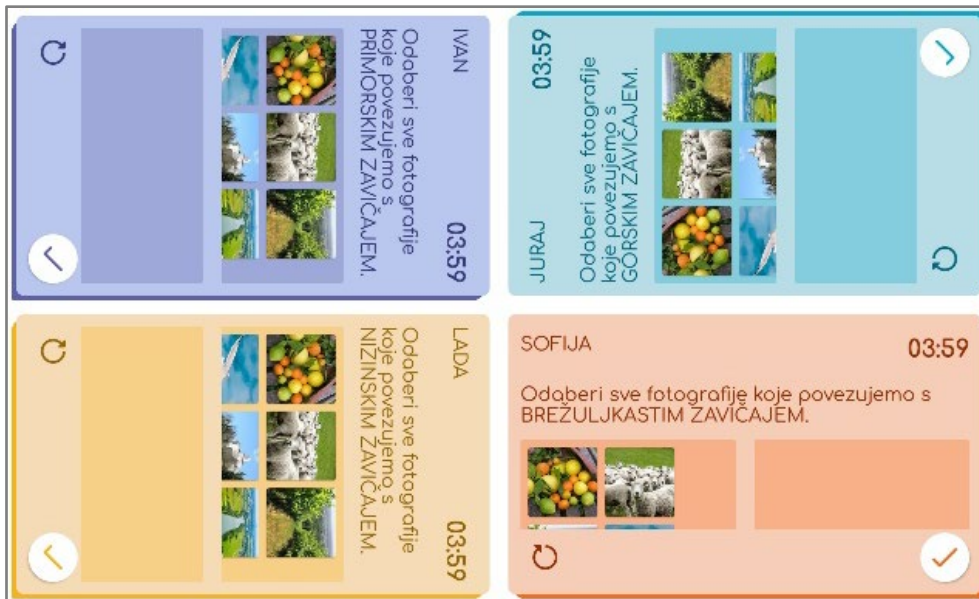 IVAN
03:59
Odaberi sve fotografije
koje povezujemo s
PRIMORSKIM ZAVIČAJEM.
JURAJ
03:59
Odaberi sve fotografije
koje povezujemo s
GORSKIM ZAVIČAJEM.
LADA
03:59
Odaberi sve fotografije
koje povezujemo s
NIZINSKIM ZAVIČAJEM.
SOFIJA
03:59
Odaberi sve fotografije koje povezujemo s
BREŽULJKASTIM ZAVIČAJEM.